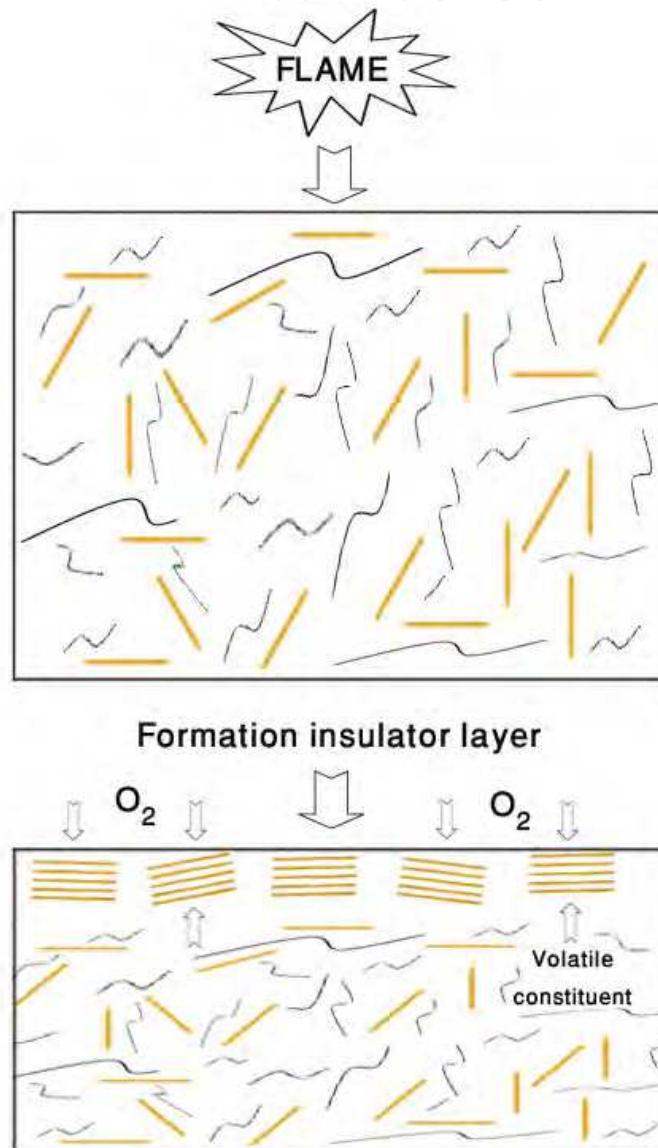 FLAME
Formation insulator layer
O₂
O₂
Volatile
constituent